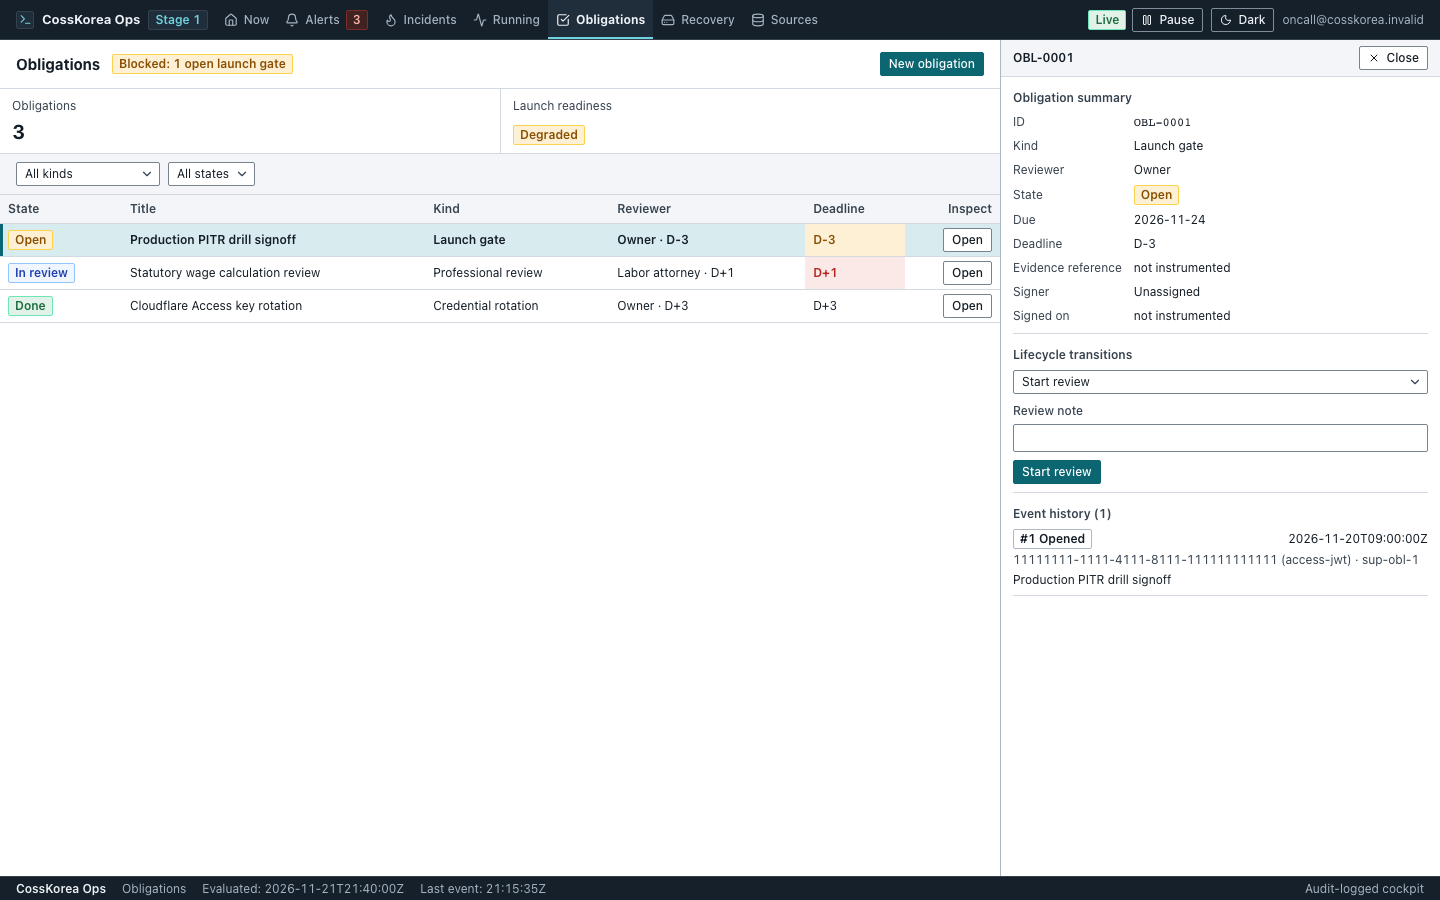 CossKorea Ops Stage 1 Now Alerts 3 Incidents Running Obligations Recovery Sources Live Pause Dark oncall@cosskorea.invalid
Obligations Blocked: 1 open launch gate New obligation
Obligations Launch readiness
3 Degraded
All kinds All states
State Title Kind Reviewer Deadline Inspect
Open Production PITR drill signoff Launch gate Owner · D-3 D-3 Open
In review Statutory wage calculation review Professional review Labor attorney · D+1 D+1 Open
Done Cloudflare Access key rotation Credential rotation Owner · D+3 D+3 Open
OBL-0001 Close
Obligation summary
ID OBL-0001
Kind Launch gate
Reviewer Owner
State Open
Due 2026-11-24
Deadline D-3
Evidence reference not instrumented
Signer Unassigned
Signed on not instrumented
Lifecycle transitions
Start review
Review note
Start review
Event history (1)
#1 Opened 2026-11-20T09:00:00Z
11111111-1111-4111-8111-111111111111 (access-jwt) · sup-obl-1
Production PITR drill signoff
CossKorea Ops Obligations Evaluated: 2026-11-21T21:40:00Z Last event: 21:15:35Z Audit-logged cockpit